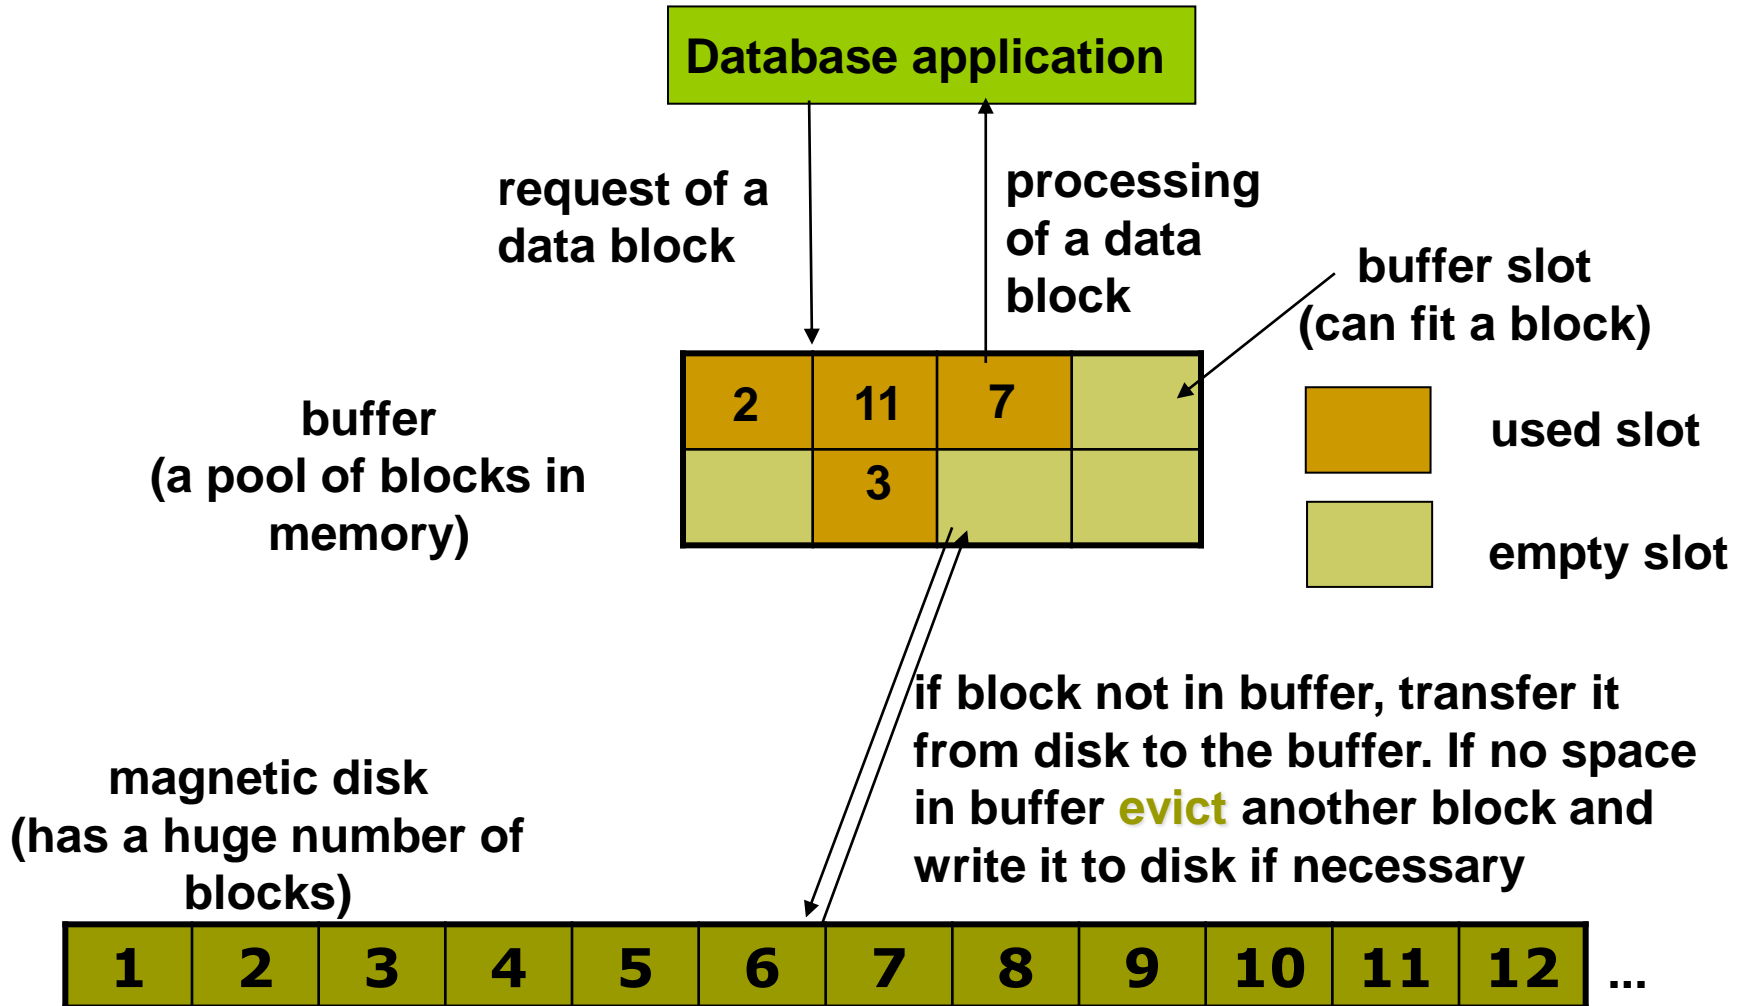 Database application
request of a
data block
processing
of a data
block
buffer slot
(can fit a block)
2 11 7
3
buffer
(a pool of blocks in
memory)
used slot
empty slot
if block not in buffer, transfer it
from disk to the buffer. If no space
in buffer evict another block and
write it to disk if necessary
magnetic disk
(has a huge number of
blocks)
1 2 3 4 5 6 7 8 9 10 11 12 ...